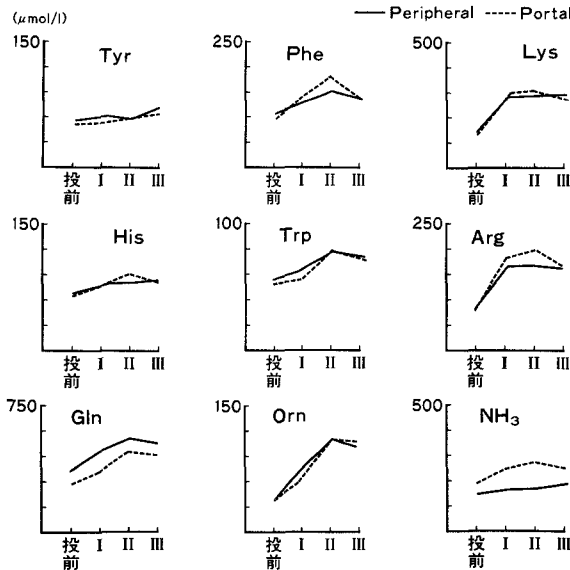 (μmol/l)
Peripheral Portal
150
Tyr
投前 I II III
250
Phe
投前 I II III
500
Lys
投前 I II III
150
His
投前 I II III
100
Trp
投前 I II III
250
Arg
投前 I II III
750
Gln
投前 I II III
150
Orn
投前 I II III
500
NH₃
投前 I II III